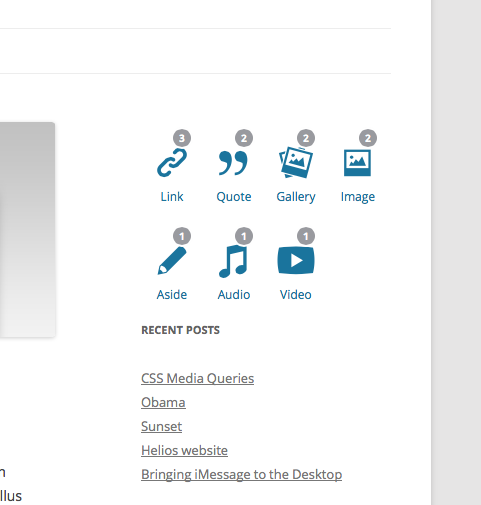 3 2 2 2
Link Quote Gallery Image
1 1 1
Aside Audio Video
RECENT POSTS
CSS Media Queries
Obama
Sunset
Helios website
Bringing iMessage to the Desktop
llus